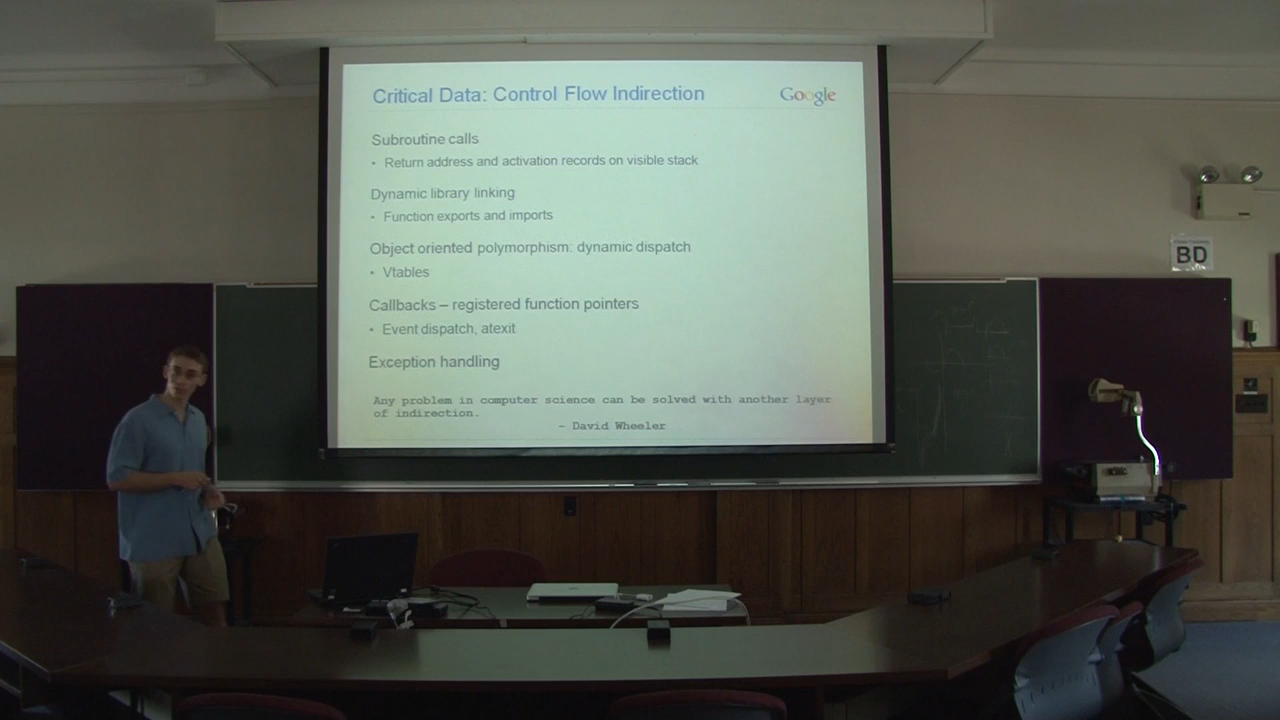 Critical Data: Control Flow Indirection
Google
Subroutine calls
• Return address and activation records on visible stack
Dynamic library linking
• Function exports and imports
Object oriented polymorphism: dynamic dispatch
• Vtables
Callbacks – registered function pointers
• Event dispatch, atexit
Exception handling
Any problem in computer science can be solved with another layer
of indirection.
– David Wheeler
BD